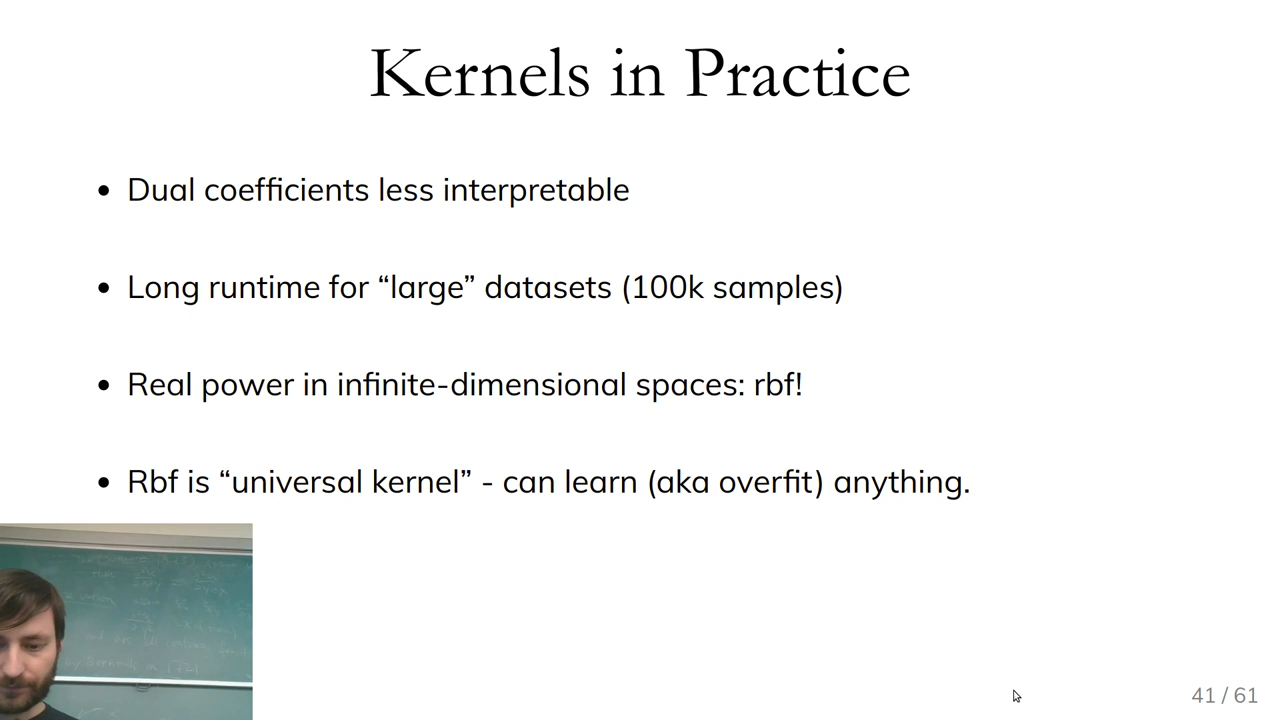 Kernels in Practice
• Dual coefficients less interpretable
• Long runtime for “large” datasets (100k samples)
• Real power in infinite-dimensional spaces: rbf!
• Rbf is “universal kernel” - can learn (aka overfit) anything.
41 / 61